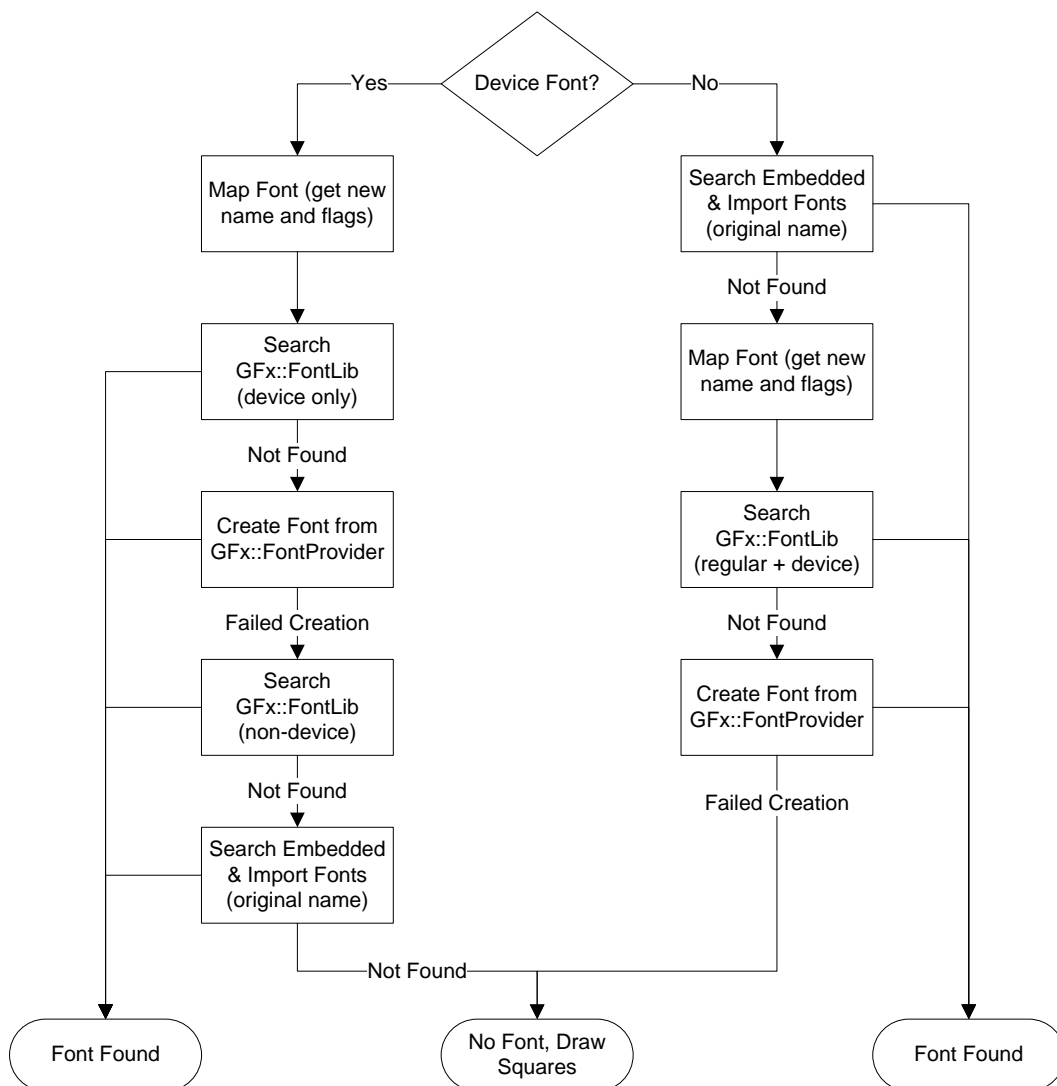 Device Font?
Yes
No
Map Font (get new
name and flags)
Search Embedded
& Import Fonts
(original name)
Not Found
Search
GFx::FontLib
(device only)
Map Font (get new
name and flags)
Not Found
Create Font from
GFx::FontProvider
Search
GFx::FontLib
(regular + device)
Failed Creation
Not Found
Search
GFx::FontLib
(non-device)
Create Font from
GFx::FontProvider
Not Found
Failed Creation
Search Embedded
& Import Fonts
(original name)
Not Found
Font Found
No Font, Draw
Squares
Font Found